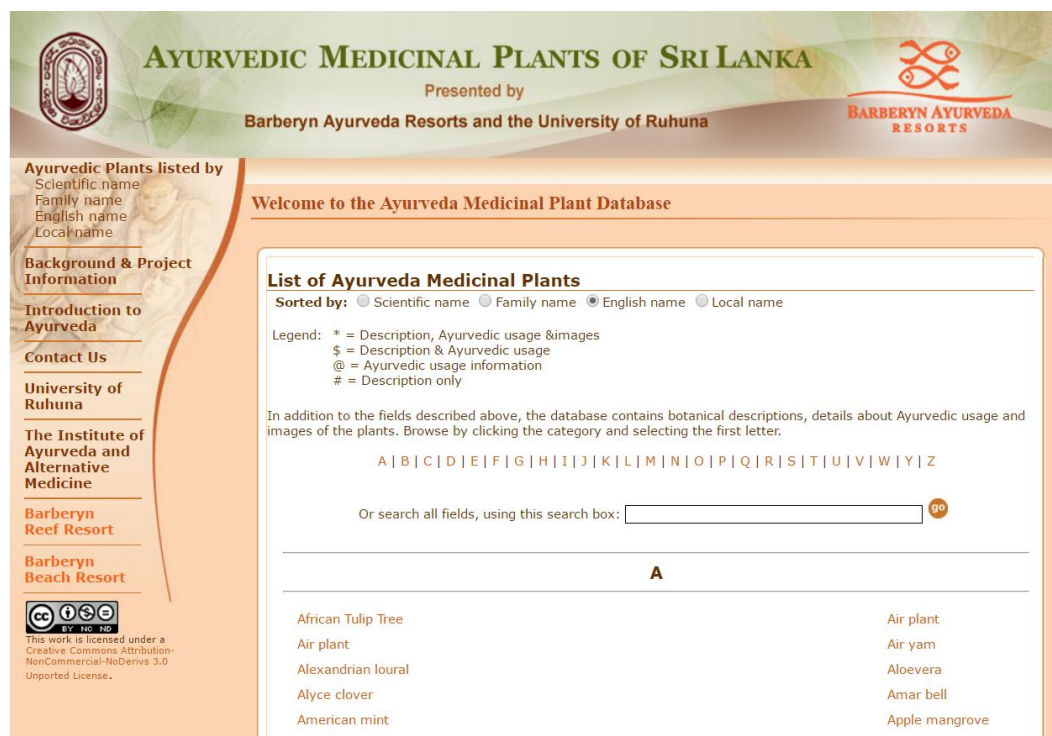 AYURVEDIC MEDICINAL PLANTS OF SRI LANKA
Presented by
Barberyn Ayurveda Resorts and the University of Ruhuna
BARBERYN AYURVEDA
RESORTS
Ayurvedic Plants listed by
Scientific name
Family name
English name
Local name
Background & Project
Information
Introduction to
Ayurveda
Contact Us
University of
Ruhuna
The Institute of
Ayurveda and
Alternative
Medicine
Barberyn
Reef Resort
Barberyn
Beach Resort
cc
BY NC ND
This work is licensed under a
Creative Commons Attribution-
NonCommercial-NoDerivs 3.0
Unported License.
Welcome to the Ayurveda Medicinal Plant Database
List of Ayurveda Medicinal Plants
Sorted by: Scientific name Family name English name Local name
Legend: * = Description, Ayurvedic usage &images
$ = Description & Ayurvedic usage
@ = Ayurvedic usage information
# = Description only
In addition to the fields described above, the database contains botanical descriptions, details about Ayurvedic usage and
images of the plants. Browse by clicking the category and selecting the first letter.
A | B | C | D | E | F | G | H | I | J | K | L | M | N | O | P | Q | R | S | T | U | V | W | Y | Z
Or search all fields, using this search box: go
A
African Tulip Tree Air plant
Air plant Air yam
Alexandrian loural Aloevera
Alyce clover Amar bell
American mint Apple mangrove